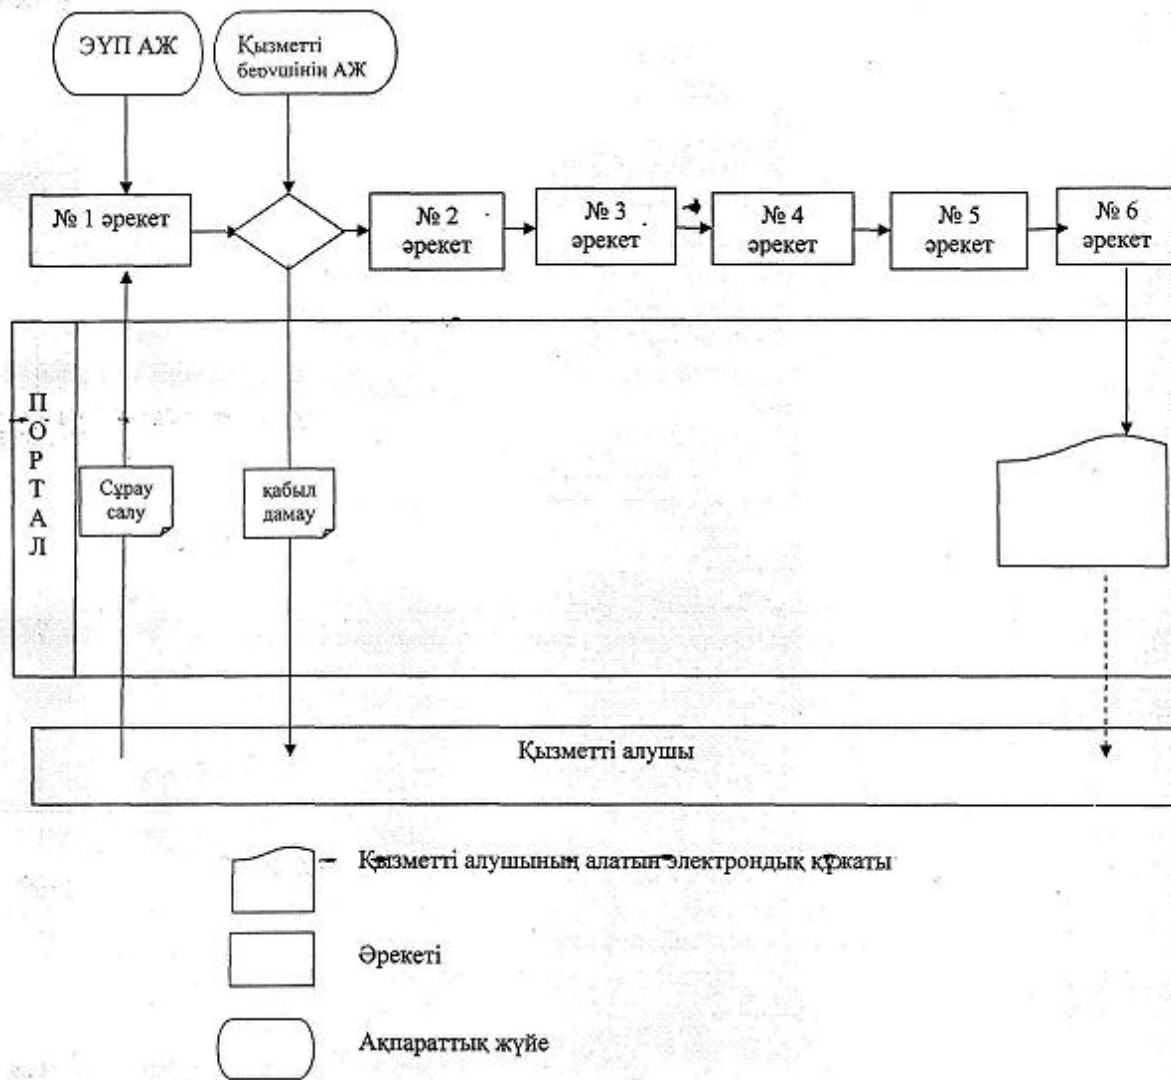 ЭҮП АЖ
Қызметті
берушінің АЖ
№ 1 әрекет
№ 2
әрекет
№ 3
әрекет
№ 4
әрекет
№ 5
әрекет
№ 6
әрекет
ПОРТАЛ
Сұрау
салу
қабыл
дамау
Қызметті алушы
Қызметті алушының алатын электрондық құжаты
Әрекеті
Ақпараттық жүйе